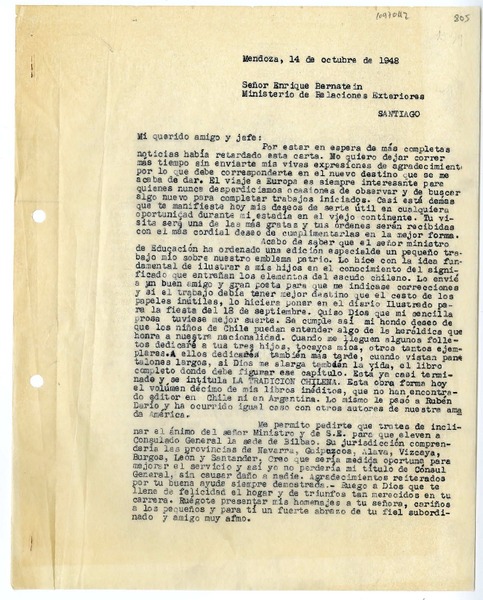 1097082 805
Mendoza, 14 de octubre de 1948
Señor Enrique Bernstein
Ministerio de Relaciones Exteriores
SANTIAGO
Mi querido amigo y jefe:
Por estar en espera de más completas
noticias había retardado esta carta. No quiero dejar correr
más tiempo sin enviarte mis vivas expresiones de agradecimient
por lo que debe corresponderte en el nuevo destino que se me
acaba de dar. El viaje a Europa es siempre interesante para
quienes nunca desperdiciamos ocasiones de observar y de buscar
algo nuevo para completar trabajos iniciados. Casi está demás
que te manifieste hoy mis deseos de serte útil en cualquiera
oportunidad durante mi estadía en el viejo continente. Tu vi-
sita será una de las más gratas y tus órdenes serán recibidas
con el más cordial deseo de cumplimentarlas en la mejor forma.
Acabo de saber que el señor ministro
de Educación ha ordenado una edición especialde un pequeño tra-
bajo mío sobre nuestro emblema patrio. Lo hice con la idea fun-
damental de ilustrar a mis hijos en el conocimiento del signi-
ficado que entrañan los elementos del escudo chileno. Lo envié
a un buen amigo y gran poeta para que me indicase correcciones
y si el trabajo debía tener mejor destino que el cesto de los
papeles inútiles, lo hiciera poner en el diario Ilustrado pa-
ra la fiesta del 18 de septiembre. Quiso Dios que mi sencilla
prosa tuviese mejor suerte. Se cumple así mi hondo deseo de
que los niños de Chile puedan entender algo de la heráldica que
honra a nuestra nacionalidad. Cuando me lleguen algunos folle-
tos dedicaré a tus tres hijos, tocayos míos, otros tantos ejem-
plares. A ellos dedicaré también más tarde, cuando vistan pan-
talones largos, si Dios me alarga también la vida, el libro
completo donde debe figurar ese capítulo. Está ya casi termi-
nado y se intitula LA TRADICION CHILENA. Esta obra forma hoy
el volumen décimo de mis libros inéditos, que no han encontra-
do editor en Chile ni en Argentina. Lo mismo le pasó a Rubén
Darío y ha ocurrido igual caso con otros autores de nuestra ama
da América.
Me permito pedirte que trates de incli-
nar el ánimo del señor Ministro y de S.E. para que eleven a
Consulado General la sede de Bilbao. Su jurisdicción compren-
dería las provincias de Navarra, Guipuzcoa, Alava, Vizcaya,
Burgos, León y Santander. Creo que sería medida oportuna para
mejorar el servicio y así yo no perdería mi título de Cónsul
General, sin causar daño a nadie. Agradecimientos reiterados
por tu buena ayuda siempre demostrada.- Ruego a Dios que te
llene de felicidad el hogar y de triunfos tan merecidos en tu
carrera. Rúegote presentar mis homenajes a tu señora, cariños
a los pequeños y para tí un fuerte abrazo de tu fiel subordi-
nado y amigo muy afmo.